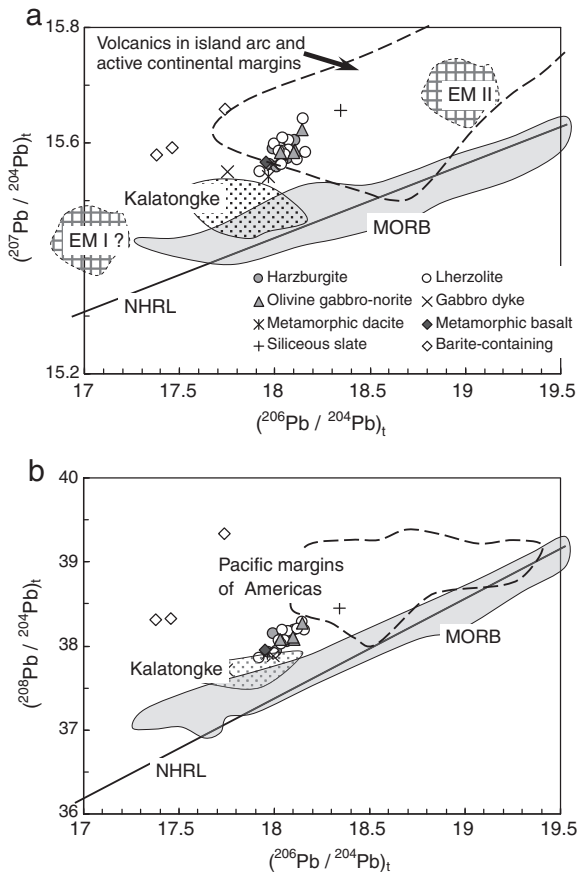 a
15.8
Volcanics in island arc and
active continental margins
EM II
15.6
(²⁰⁷Pb / ²⁰⁴Pb)t
Kalatongke
MORB
EM I ?
Harzburgite
Lherzolite
Olivine gabbro-norite
Gabbro dyke
NHRL
Metamorphic dacite
Metamorphic basalt
Siliceous slate
Barite-containing
15.2
17 17.5 18 18.5 19 19.5
(²⁰⁶Pb / ²⁰⁴Pb)t
b
40
39
Pacific margins
of Americas
(²⁰⁸Pb / ²⁰⁴Pb)t
38
MORB
Kalatongke
37
NHRL
36
17 17.5 18 18.5 19 19.5
(²⁰⁶Pb / ²⁰⁴Pb)t